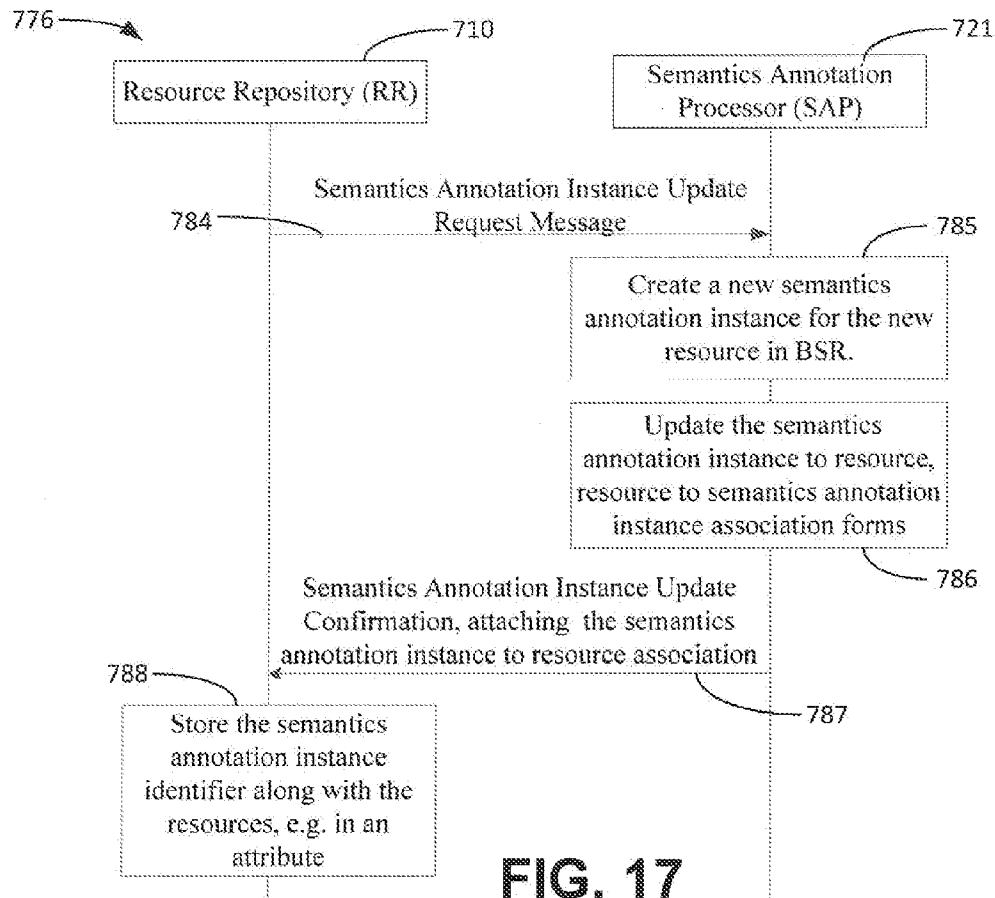 776
710
721
Resource Repository (RR)
Semantics Annotation
Processor (SAP)
Semantics Annotation Instance Update
Request Message
784
785
Create a new semantics
annotation instance for the new
resource in BSR.
Update the semantics
annotation instance to resource,
resource to semantics annotation
instance association forms
786
Semantics Annotation Instance Update
Confirmation, attaching the semantics
annotation instance to resource association
787
788
Store the semantics
annotation instance
identifier along with the
resources, e.g. in an
attribute
FIG. 17